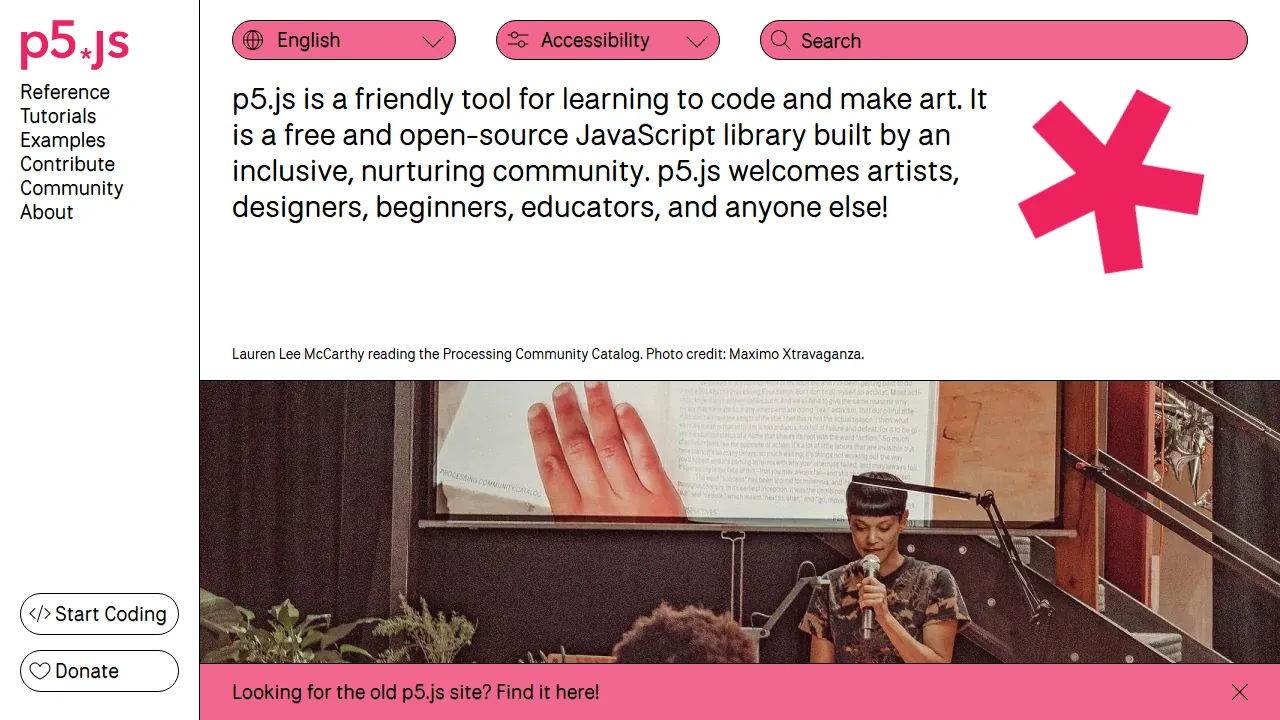 p5.js
Reference
Tutorials
Examples
Contribute
Community
About
Start Coding
Donate
English
Accessibility
Search
p5.js is a friendly tool for learning to code and make art. It
is a free and open-source JavaScript library built by an
inclusive, nurturing community. p5.js welcomes artists,
designers, beginners, educators, and anyone else!
Lauren Lee McCarthy reading the Processing Community Catalog. Photo credit: Maximo Xtravaganza.
PROCESSING COMMUNITY CATALOG
Looking for the old p5.js site? Find it here!